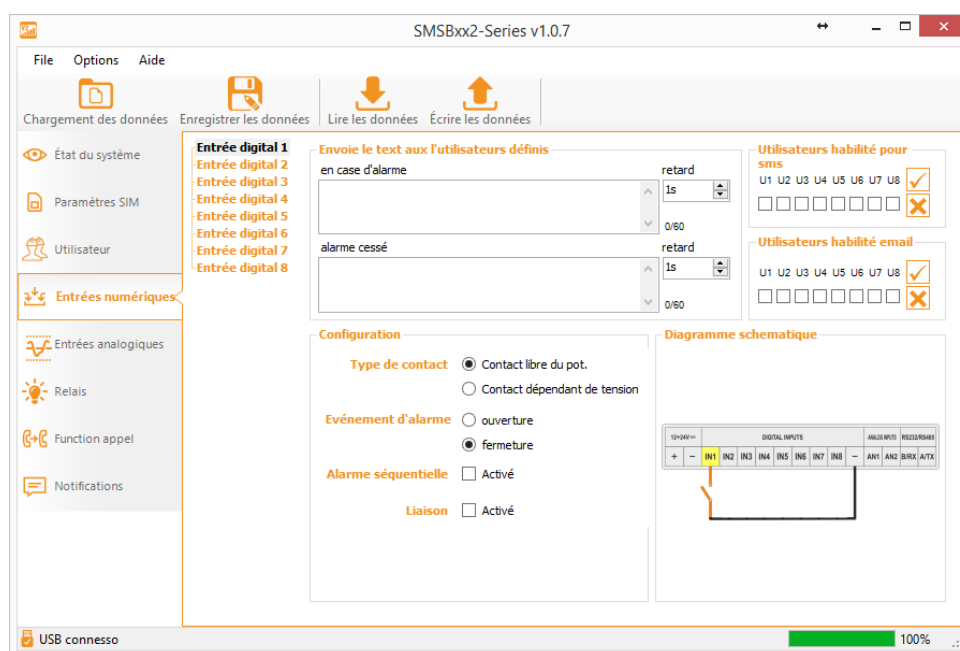 SMSBxx2-Series v1.0.7
File Options Aide
Chargement des données Enregistrer les données Lire les données Écrire les données
État du système
Paramètres SIM
Utilisateur
Entrées numériques
Entrées analogiques
Relais
Function appel
Notifications
Entrée digital 1
Entrée digital 2
Entrée digital 3
Entrée digital 4
Entrée digital 5
Entrée digital 6
Entrée digital 7
Entrée digital 8
Envoie le text aux l'utilisateurs définis
en case d'alarme retard
1s
0/60
alarme cessé retard
1s
0/60
Utilisateurs habilité pour
sms
U1 U2 U3 U4 U5 U6 U7 U8
Utilisateurs habilité email
U1 U2 U3 U4 U5 U6 U7 U8
Configuration
Type de contact Contact libre du pot.
Contact dépendant de tension
Evénement d'alarme ouverture
fermeture
Alarme séquentielle Activé
Liaison Activé
Diagramme schematique
12÷24V DIGITAL INPUTS ANALOG INPUTS RS232/RS485
+ - IN1 IN2 IN3 IN4 IN5 IN6 IN7 IN8 - AN1 AN2 B/RX A/TX
USB connesso 100%